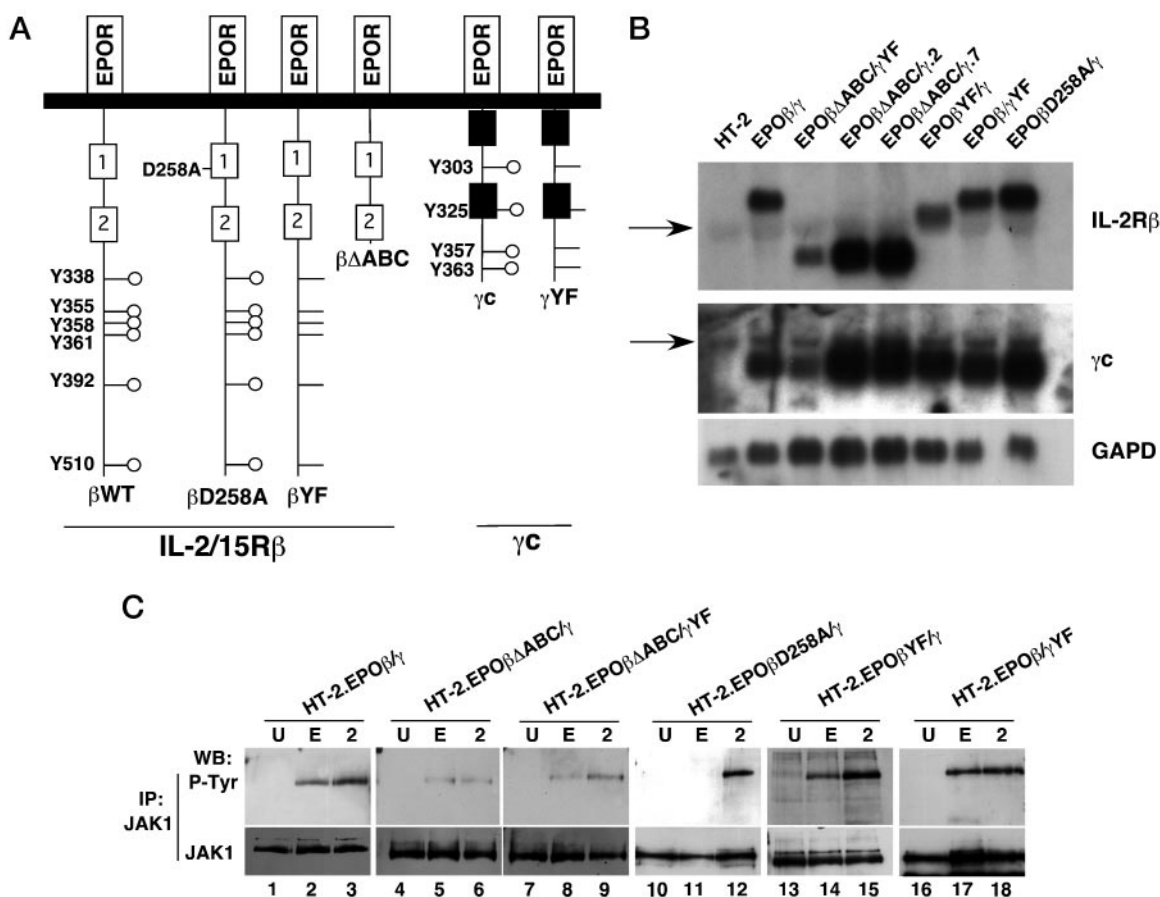 A
EPOR EPOR EPOR EPOR EPOR EPOR
1 1 1 1
D258A
2 2 2 2
βΔABC
Y338
Y355
Y358
Y361
Y392
Y510
βWT βD258A βYF
IL-2/15Rβ
Y303
Y325
Y357
Y363
γc γYF
γc
B
HT-2
EPOβ/γ
EPOβΔABC/γYF
EPOβΔABC/γ.2
EPOβΔABC/γ.7
EPOβYF/γ
EPOβ/γYF
EPOβD258A/γ
IL-2Rβ
γc
GAPD
C
HT-2.EPOβ/γ
HT-2.EPOβΔABC/γ
HT-2.EPOβΔABC/γYF
HT-2.EPOβD258A/γ
HT-2.EPOβYF/γ
HT-2.EPOβ/γYF
U E 2 U E 2 U E 2 U E 2 U E 2 U E 2
WB:
P-Tyr
IP:
JAK1
JAK1
1 2 3 4 5 6 7 8 9 10 11 12 13 14 15 16 17 18